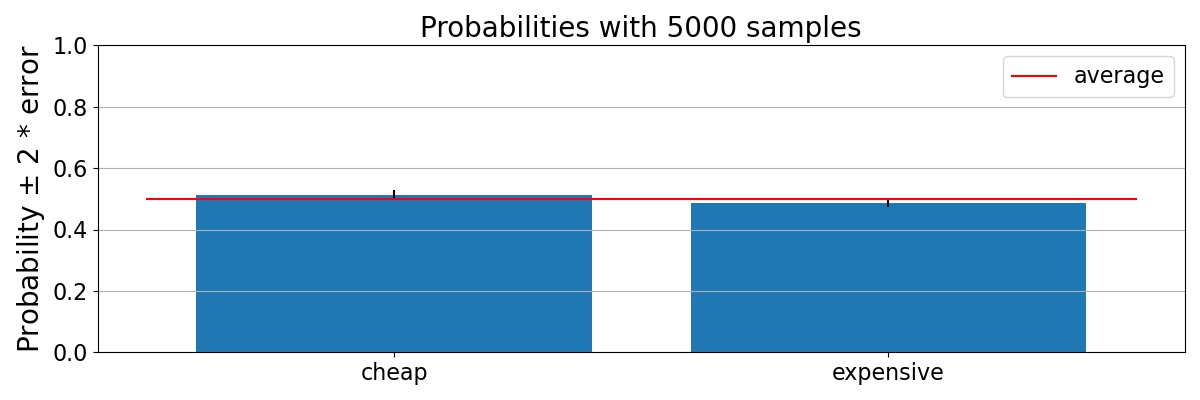 Probabilities with 5000 samples
Probability ± 2 * error
1.0
0.8
0.6
0.4
0.2
0.0
average
cheap
expensive